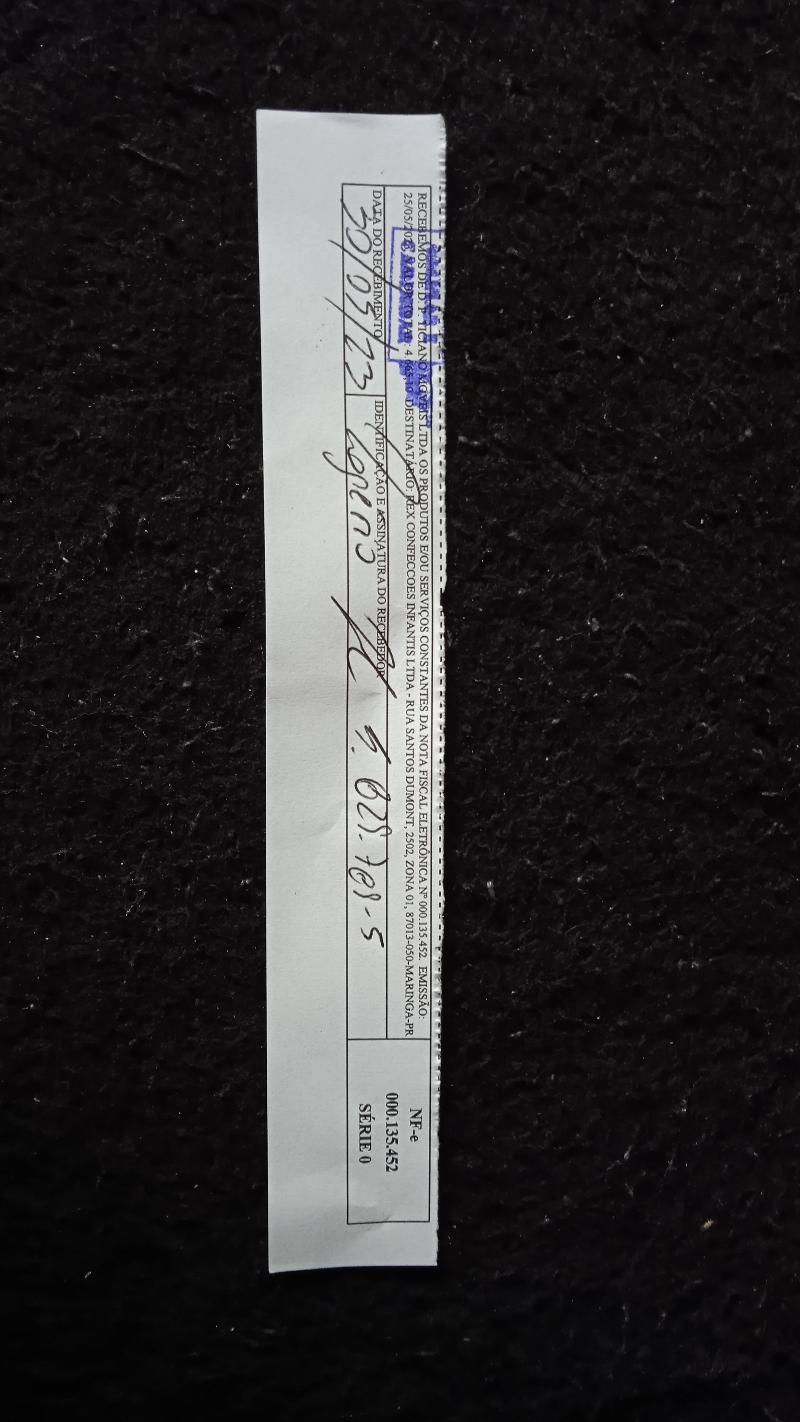 RECEBEMOS DE D. P. TICIANO MOVEIS LTDA OS PRODUTOS E/OU SERVIÇOS CONSTANTES DA NOTA FISCAL ELETRÔNICA Nº 000.135.452 EMISSÃO:
25/05/ DESTINATÁRIO: REX CONFECCOES INFANTIS LTDA - RUA SANTOS DUMONT, 2502, ZONA 01, 87013-050-MARINGA-PR
DATA DO RECEBIMENTO
30/05/23
IDENTIFICAÇÃO E ASSINATURA DO RECEBEDOR
NF-e
000.135.452
SÉRIE 0